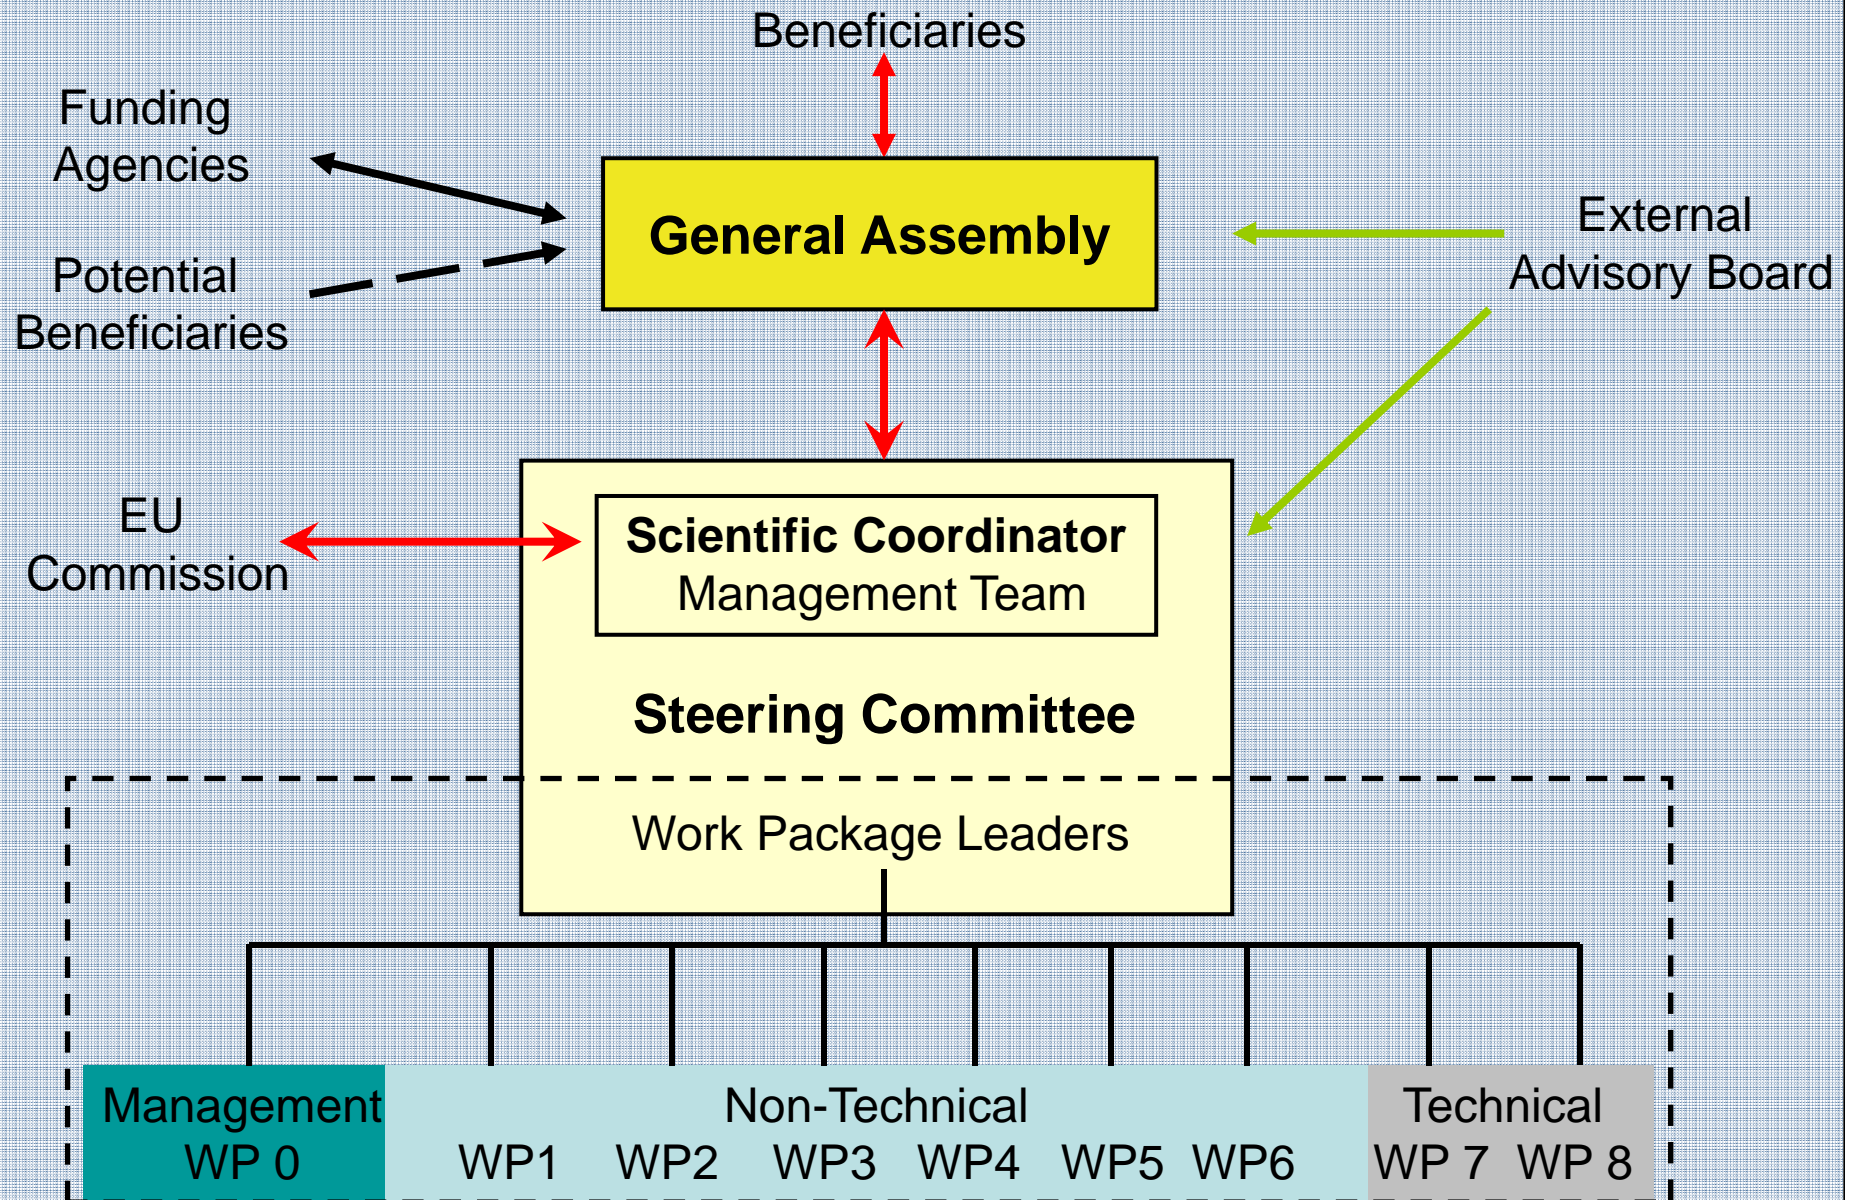 Beneficiaries
Funding
Agencies
Potential
Beneficiaries
General Assembly
External
Advisory Board
EU
Commission
Scientific Coordinator
Management Team
Steering Committee
Work Package Leaders
Management
WP 0
Non-Technical
WP1 WP2 WP3 WP4 WP5 WP6
Technical
WP 7 WP 8